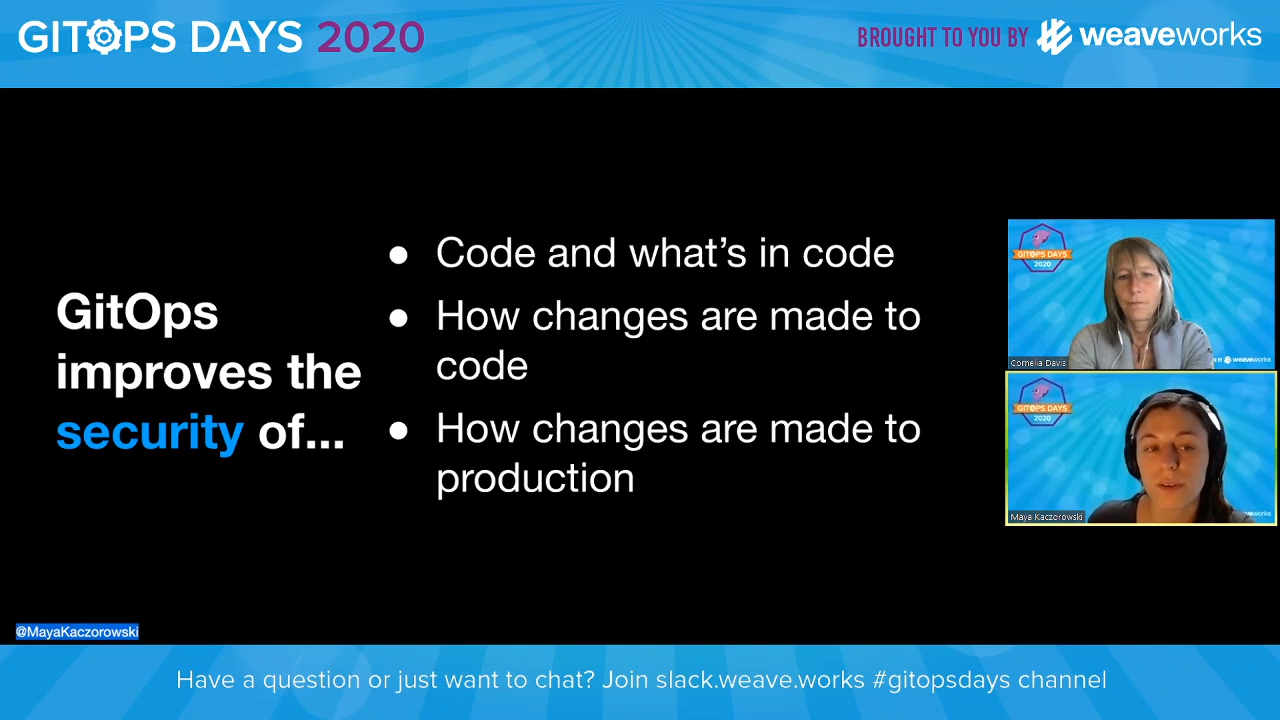 GITOPS DAYS 2020
BROUGHT TO YOU BY weaveworks
GitOps
improves the
security of...
● Code and what's in code
● How changes are made to
code
● How changes are made to
production
GITOPS DAYS
2020
Cornelia Davis
weaveworks
GITOPS DAYS
2020
Maya Kaczorowski
weaveworks
@MayaKaczorowski
Have a question or just want to chat? Join slack.weave.works #gitopsdays channel